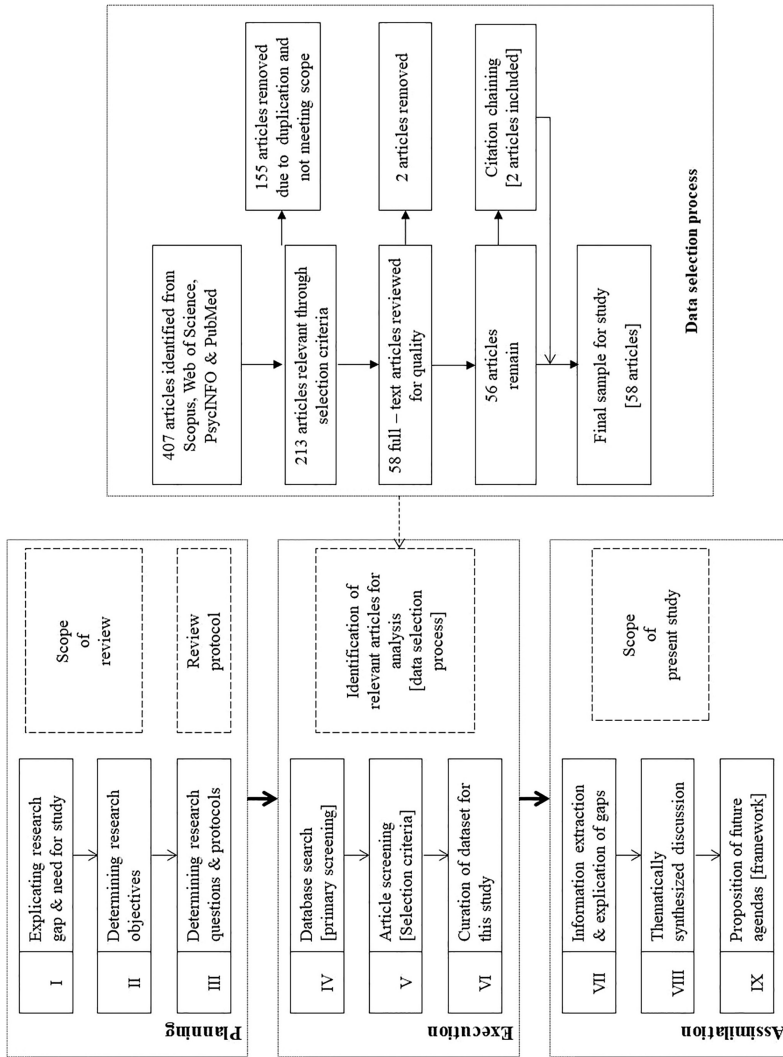 Planning
I
Explicating research
gap & need for study
II
Determining research
objectives
III
Determining research
questions & protocols
Scope
of
review
Review
protocol
Execution
IV
Database search
[primary screening]
V
Article screening
[Selection criteria]
VI
Curation of dataset for
this study
Identification of
relevant articles for
analysis
[data selection
process]
Assimilation
VII
Information extraction
& explication of gaps
VIII
Thematically
synthesized discussion
IX
Proposition of future
agendas [framework]
Scope
of
present study
407 articles identified from
Scopus, Web of Science,
PsycINFO & PubMed
213 articles relevant through
selection criteria
155 articles removed
due to duplication and
not meeting scope
58 full – text articles reviewed
for quality
2 articles removed
56 articles
remain
Citation chaining
[2 articles included]
Final sample for study
[58 articles]
Data selection process